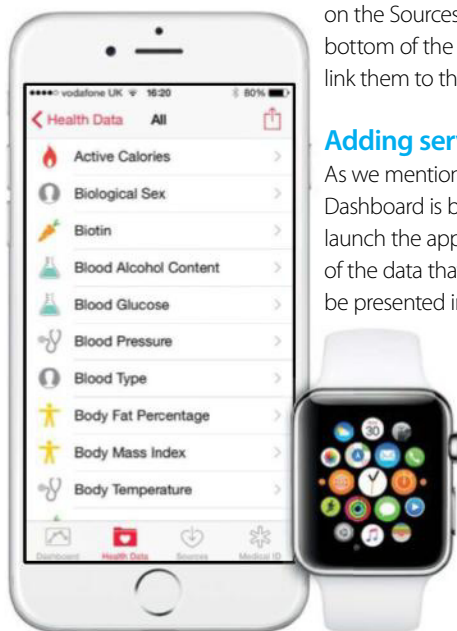 on the Sources
bottom of the
link them to th
Adding ser
As we mention
Dashboard is b
launch the app
of the data tha
be presented i
vodafone UK 16:20 80%
Health Data All
Active Calories
Biological Sex
Biotin
Blood Alcohol Content
Blood Glucose
Blood Pressure
Blood Type
Body Fat Percentage
Body Mass Index
Body Temperature
Dashboard Health Data Sources Medical ID
30